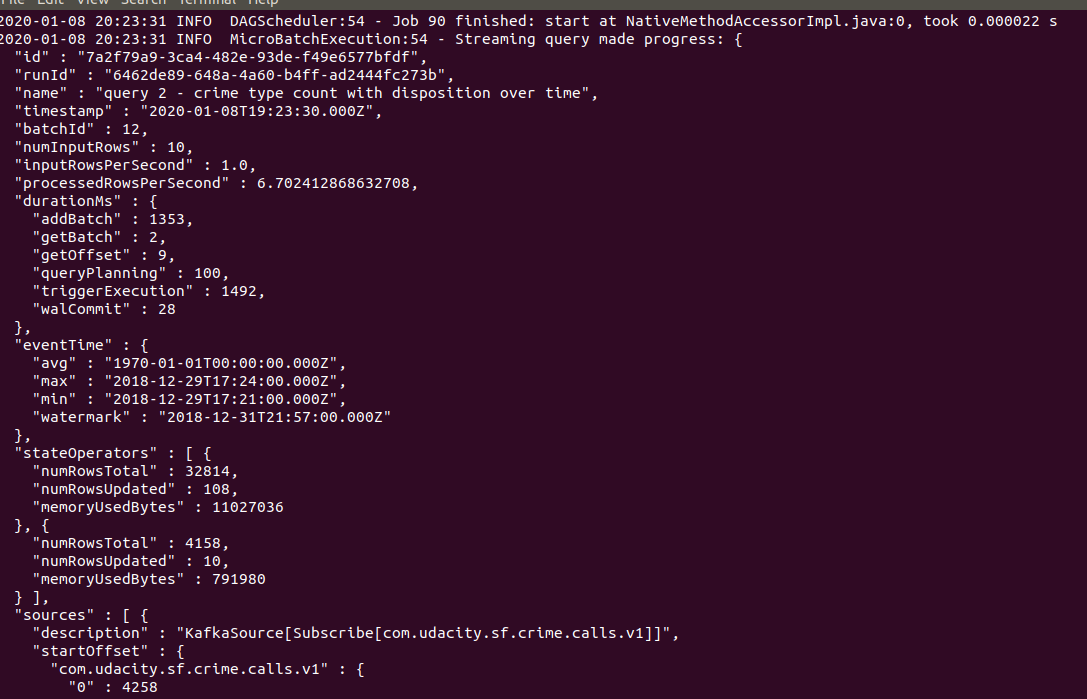 File Edit View Search Terminal Help
2020-01-08 20:23:31 INFO  DAGScheduler:54 - Job 90 finished: start at NativeMethodAccessorImpl.java:0, took 0.000022 s
2020-01-08 20:23:31 INFO  MicroBatchExecution:54 - Streaming query made progress: {
  "id" : "7a2f79a9-3ca4-482e-93de-f49e6577bfdf",
  "runId" : "6462de89-648a-4a60-b4ff-ad2444fc273b",
  "name" : "query 2 - crime type count with disposition over time",
  "timestamp" : "2020-01-08T19:23:30.000Z",
  "batchId" : 12,
  "numInputRows" : 10,
  "inputRowsPerSecond" : 1.0,
  "processedRowsPerSecond" : 6.702412868632708,
  "durationMs" : {
    "addBatch" : 1353,
    "getBatch" : 2,
    "getOffset" : 9,
    "queryPlanning" : 100,
    "triggerExecution" : 1492,
    "walCommit" : 28
  },
  "eventTime" : {
    "avg" : "1970-01-01T00:00:00.000Z",
    "max" : "2018-12-29T17:24:00.000Z",
    "min" : "2018-12-29T17:21:00.000Z",
    "watermark" : "2018-12-31T21:57:00.000Z"
  },
  "stateOperators" : [ {
    "numRowsTotal" : 32814,
    "numRowsUpdated" : 108,
    "memoryUsedBytes" : 11027036
  }, {
    "numRowsTotal" : 4158,
    "numRowsUpdated" : 10,
    "memoryUsedBytes" : 791980
  } ],
  "sources" : [ {
    "description" : "KafkaSource[Subscribe[com.udacity.sf.crime.calls.v1]]",
    "startOffset" : {
      "com.udacity.sf.crime.calls.v1" : {
        "0" : 4258